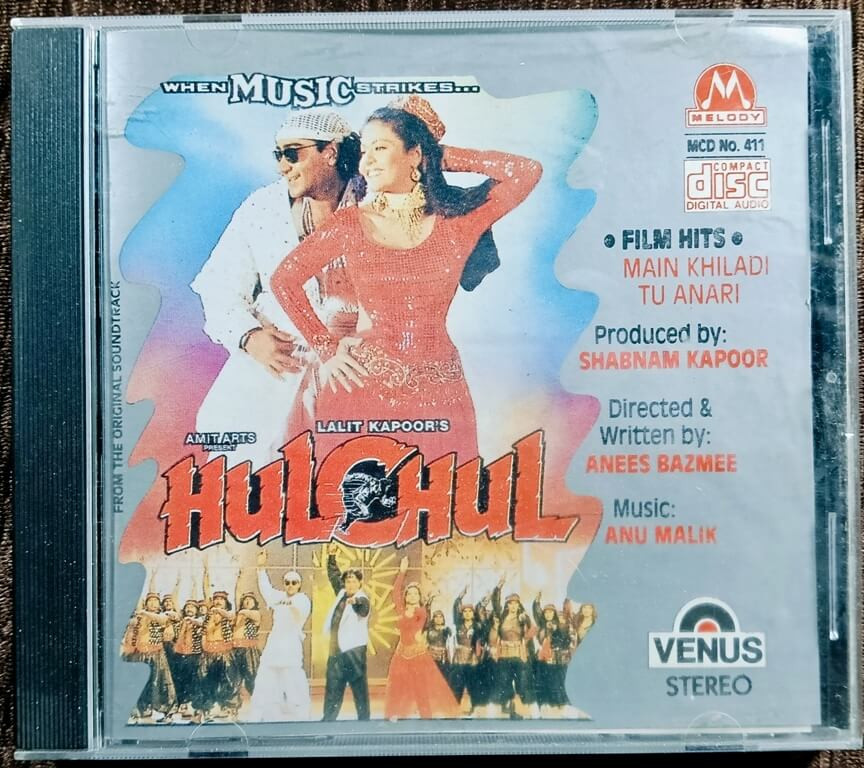 WHEN MUSIC STRIKES...
MELODY
MCD No. 411
COMPACT
disc
DIGITAL AUDIO
• FILM HITS •
MAIN KHILADI
TU ANARI
Produced by:
SHABNAM KAPOOR
Directed &
Written by:
ANEES BAZMEE
Music:
ANU MALIK
FROM THE ORIGINAL SOUNDTRACK
AMIT ARTS
PRESENT
LALIT KAPOOR'S
HULCHUL
VENUS
STEREO